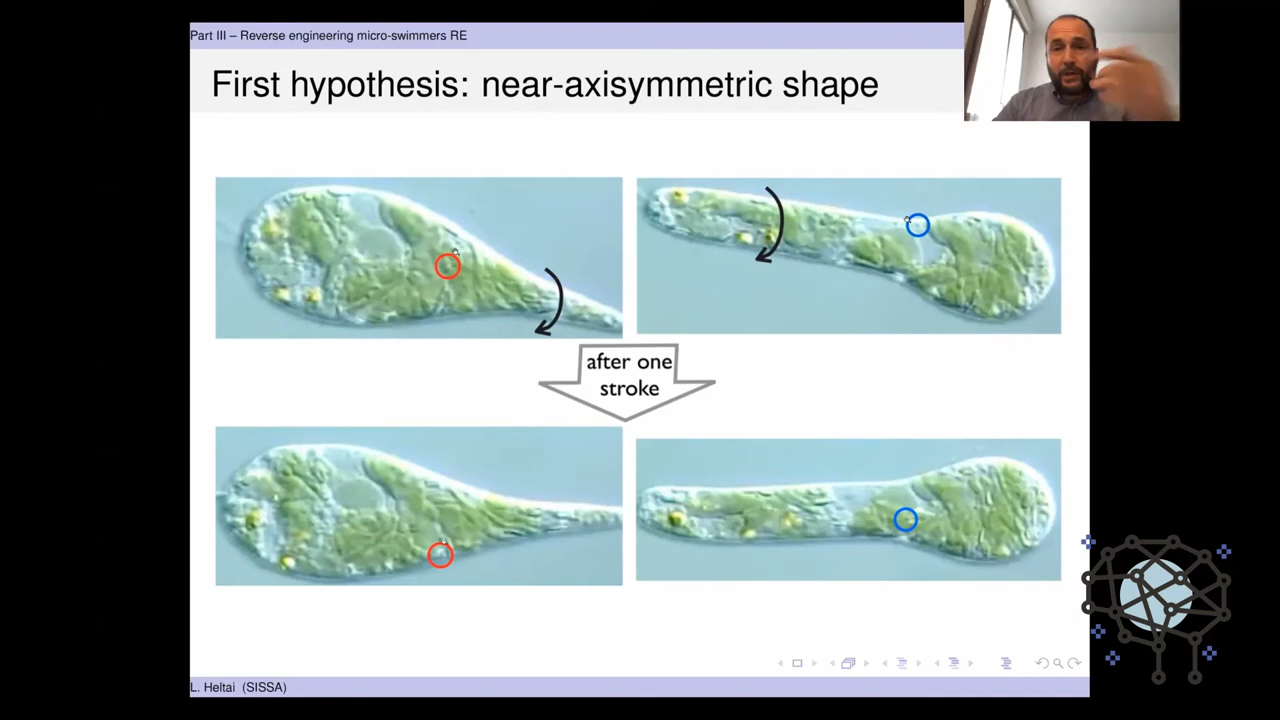 Part III – Reverse engineering micro-swimmers RE
First hypothesis: near-axisymmetric shape
after one
stroke
L. Heltai (SISSA)